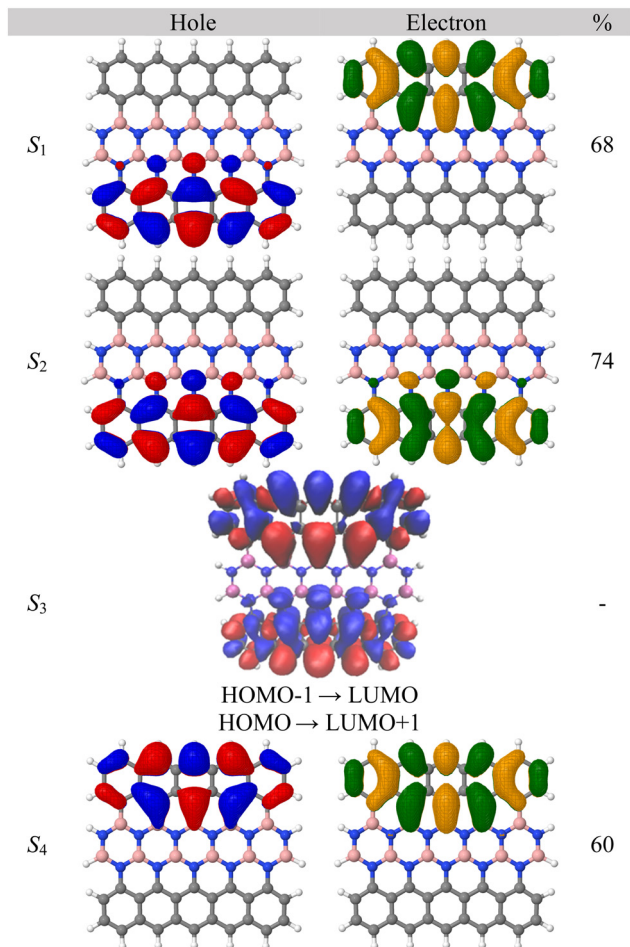 Hole Electron %
S₁ 68
S₂ 74
S₃ -
HOMO-1 → LUMO
HOMO → LUMO+1
S₄ 60